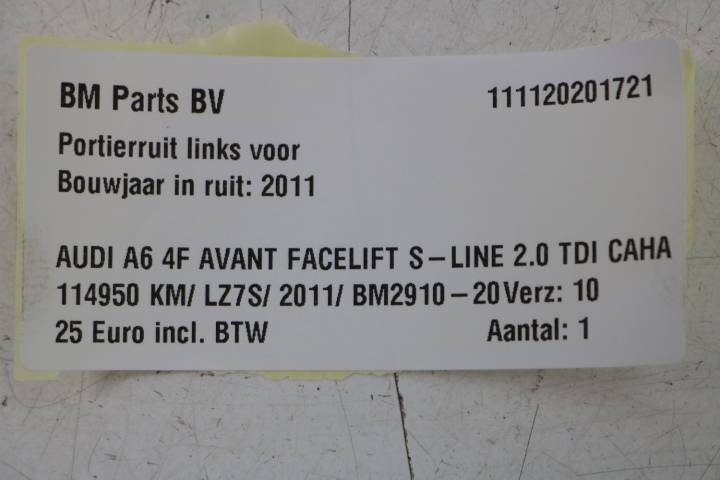 BM Parts BV 111120201721
Portierruit links voor
Bouwjaar in ruit: 2011
AUDI A6 4F AVANT FACELIFT S-LINE 2.0 TDI CAHA
114950 KM/ LZ7S/ 2011/ BM2910-20 Verz: 10
25 Euro incl. BTW Aantal: 1